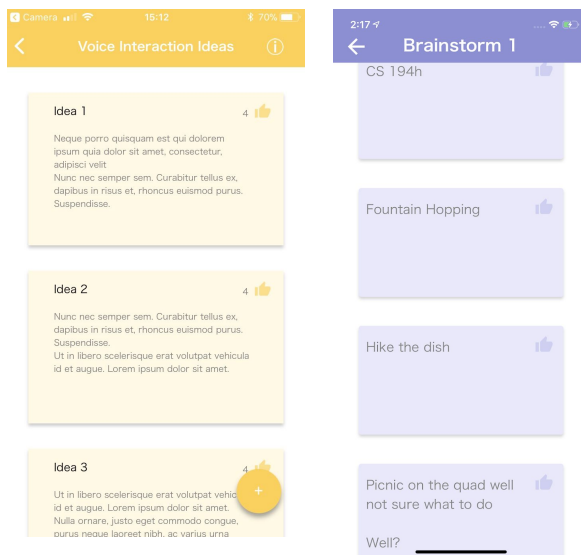 Camera 15:12 70%
Voice Interaction Ideas
Idea 1
4
Neque porro quisquam est qui dolorem
ipsum quia dolor sit amet, consectetur,
adipisci velit
Nunc nec semper sem. Curabitur tellus ex,
dapibus in risus et, rhoncus euismod purus.
Suspendisse.
Idea 2
4
Nunc nec semper sem. Curabitur tellus ex,
dapibus in risus et, rhoncus euismod purus.
Suspendisse.
Ut in libero scelerisque erat volutpat vehicula
id et augue. Lorem ipsum dolor sit amet.
Idea 3
4
Ut in libero scelerisque erat volutpat
id et augue. Lorem ipsum dolor sit amet.
Nulla ornare, justo eget commodo congue,
purus neque laoreet nibh, ac varius urna
+
2:17
Brainstorm 1
CS 194h
Fountain Hopping
Hike the dish
Picnic on the quad well
not sure what to do
Well?